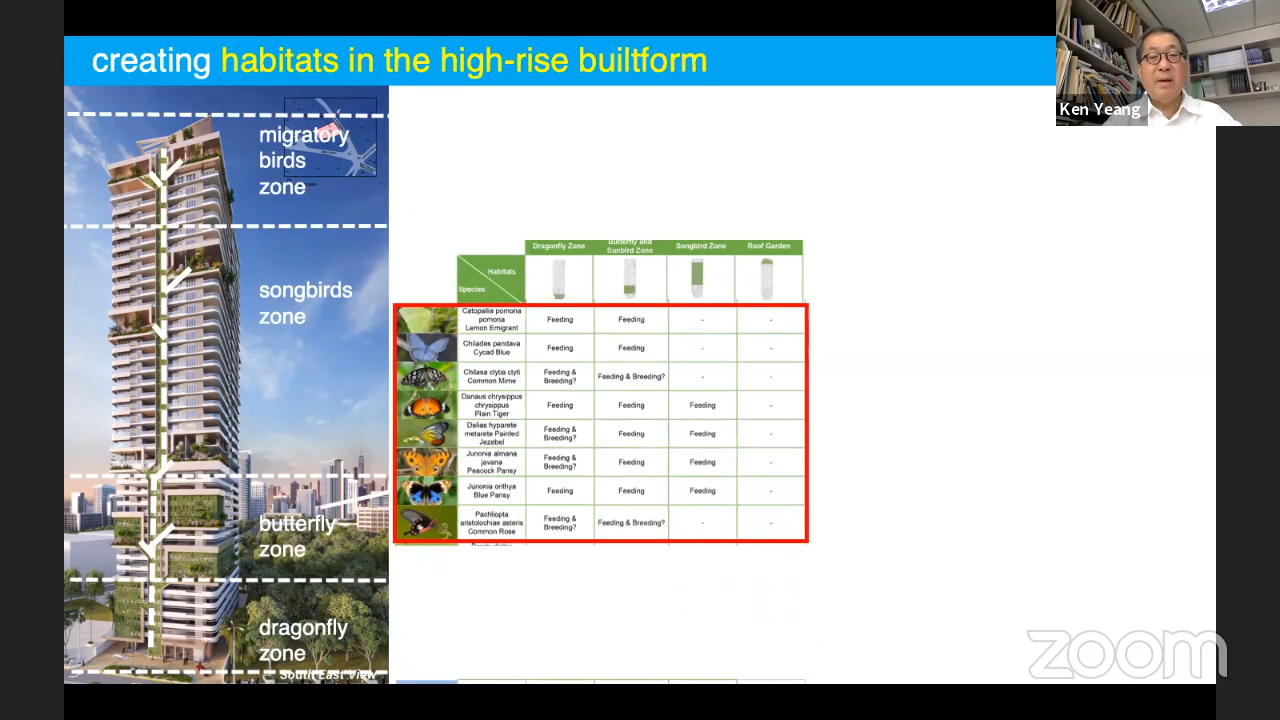 creating habitats in the high-rise builtform
Ken Yeang
migratory
birds
zone
songbirds
zone
butterfly
zone
dragonfly
zone
South East View
Dragonfly Zone
Butterfly and
Sunbird Zone
Songbird Zone
Roof Garden
Habitats
Species
Catopallia pomona
pomona
Lemon Emigrant
Feeding
Feeding
-
-
Chilades pandava
Cycad Blue
Feeding
Feeding
-
-
Chilasa clytia clyti
Common Mime
Feeding &
Breeding?
Feeding & Breeding?
-
-
Danaus chrysippus
chrysippus
Plain Tiger
Feeding
Feeding
Feeding
-
Delias hyparete
metarete Painted
Jezebel
Feeding &
Breeding?
Feeding
Feeding
-
Junonia almana
javana
Peacock Pansy
Feeding &
Breeding?
Feeding
Feeding
-
Junonia orithya
Blue Pansy
Feeding
Feeding
Feeding
-
Pachliopta
aristolochiae asteris
Common Rose
Feeding &
Breeding?
Feeding & Breeding?
-
-
zoom